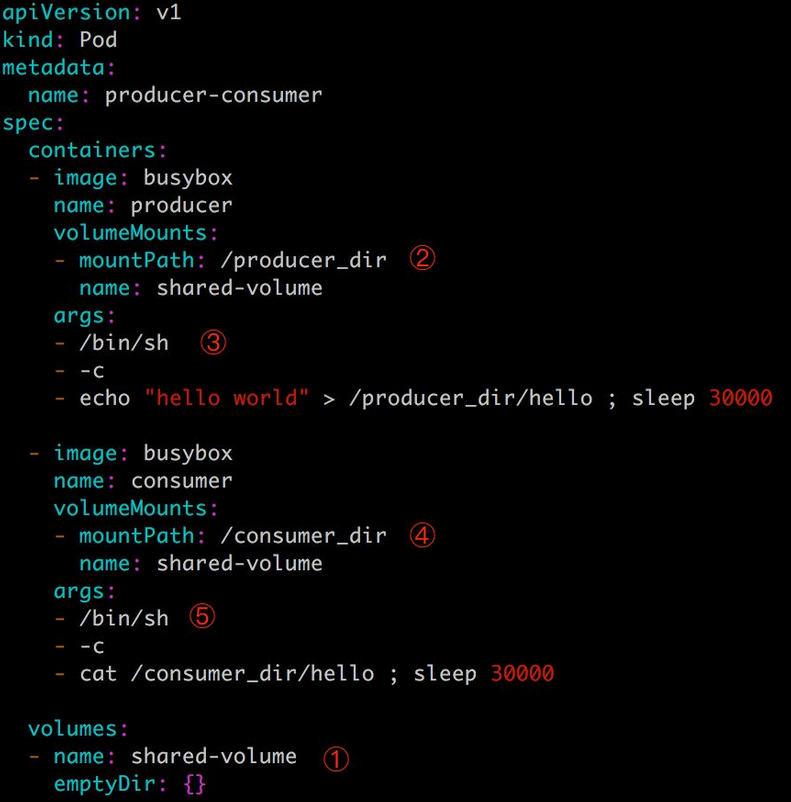 apiVersion: v1
kind: Pod
metadata:
  name: producer-consumer
spec:
  containers:
  - image: busybox
    name: producer
    volumeMounts:
    - mountPath: /producer_dir ②
      name: shared-volume
    args:
    - /bin/sh ③
    - -c
    - echo "hello world" > /producer_dir/hello ; sleep 30000
  - image: busybox
    name: consumer
    volumeMounts:
    - mountPath: /consumer_dir ④
      name: shared-volume
    args:
    - /bin/sh ⑤
    - -c
    - cat /consumer_dir/hello ; sleep 30000
  volumes:
  - name: shared-volume ①
    emptyDir: {}